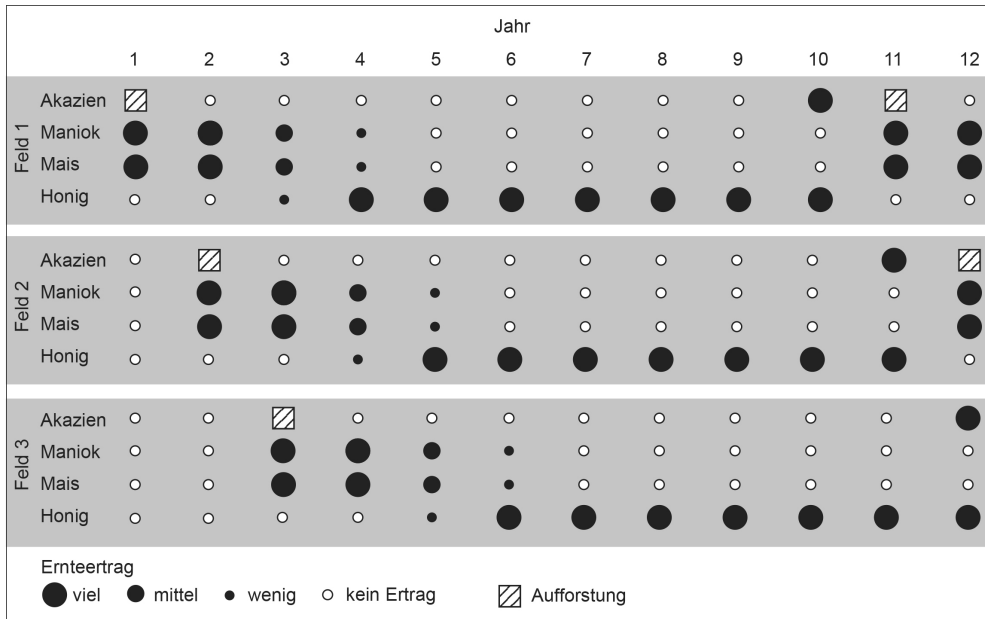 Jahr
1 2 3 4 5 6 7 8 9 10 11 12
Feld 1
Akazien
Maniok
Mais
Honig
Feld 2
Akazien
Maniok
Mais
Honig
Feld 3
Akazien
Maniok
Mais
Honig
Ernteertrag
viel mittel wenig kein Ertrag Aufforstung